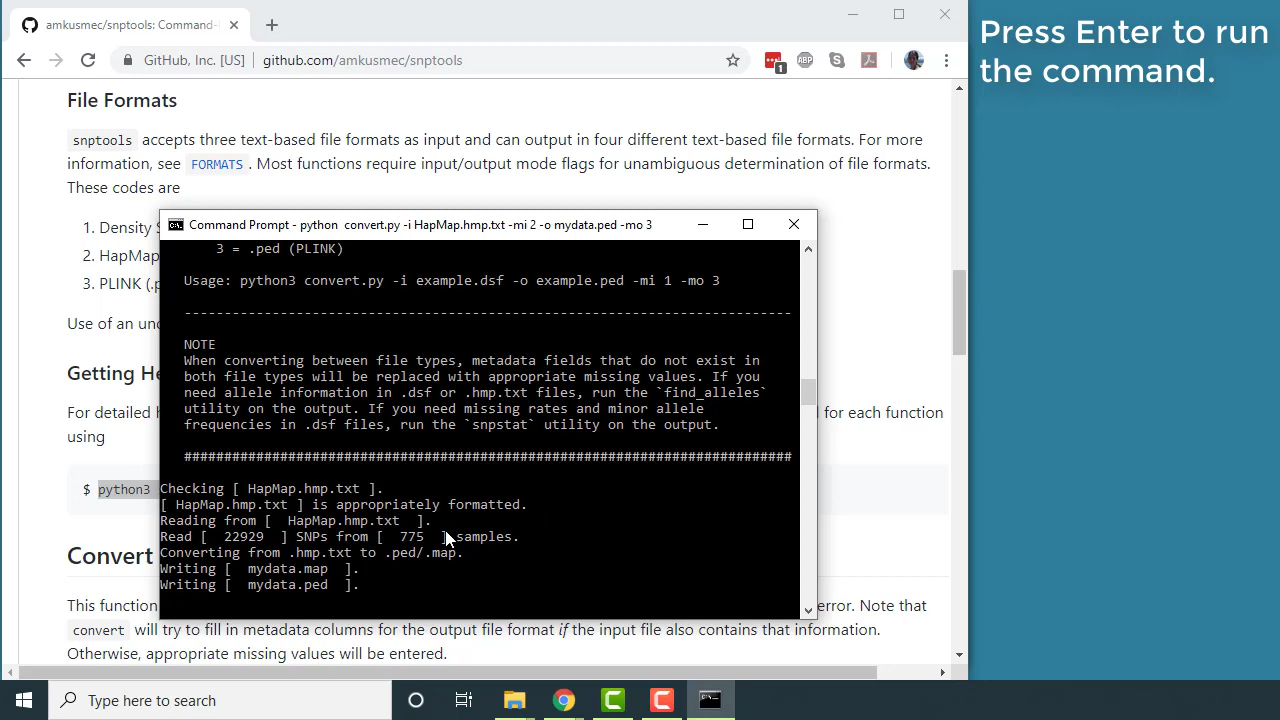 amkusmec/snptools: Command-
Press Enter to run
the command.
GitHub, Inc. [US]
github.com/amkusmec/snptools
1
ABP
File Formats
snptools accepts three text-based file formats as input and can output in four different text-based file formats. For more
information, see FORMATS . Most functions require input/output mode flags for unambiguous determination of file formats.
These codes are
1. Density S
2. HapMap
3. PLINK (.p
Use of an un
Getting He
For detailed h
for each function
using
$ python3
Command Prompt - python convert.py -i HapMap.hmp.txt -mi 2 -o mydata.ped -mo 3
3 = .ped (PLINK)
Usage: python3 convert.py -i example.dsf -o example.ped -mi 1 -mo 3
-----------------------------------------------------------------------------
NOTE
When converting between file types, metadata fields that do not exist in
both file types will be replaced with appropriate missing values. If you
need allele information in .dsf or .hmp.txt files, run the `find_alleles`
utility on the output. If you need missing rates and minor allele
frequencies in .dsf files, run the `snpstat` utility on the output.
############################################################################
Checking [ HapMap.hmp.txt ].
[ HapMap.hmp.txt ] is appropriately formatted.
Reading from [ HapMap.hmp.txt ].
Read [ 22929 ] SNPs from [ 775 ] samples.
Converting from .hmp.txt to .ped/.map.
Writing [ mydata.map ].
Writing [ mydata.ped ].
Convert
This function
error. Note that
convert will try to fill in metadata columns for the output file format if the input file also contains that information.
Otherwise, appropriate missing values will be entered.
Type here to search